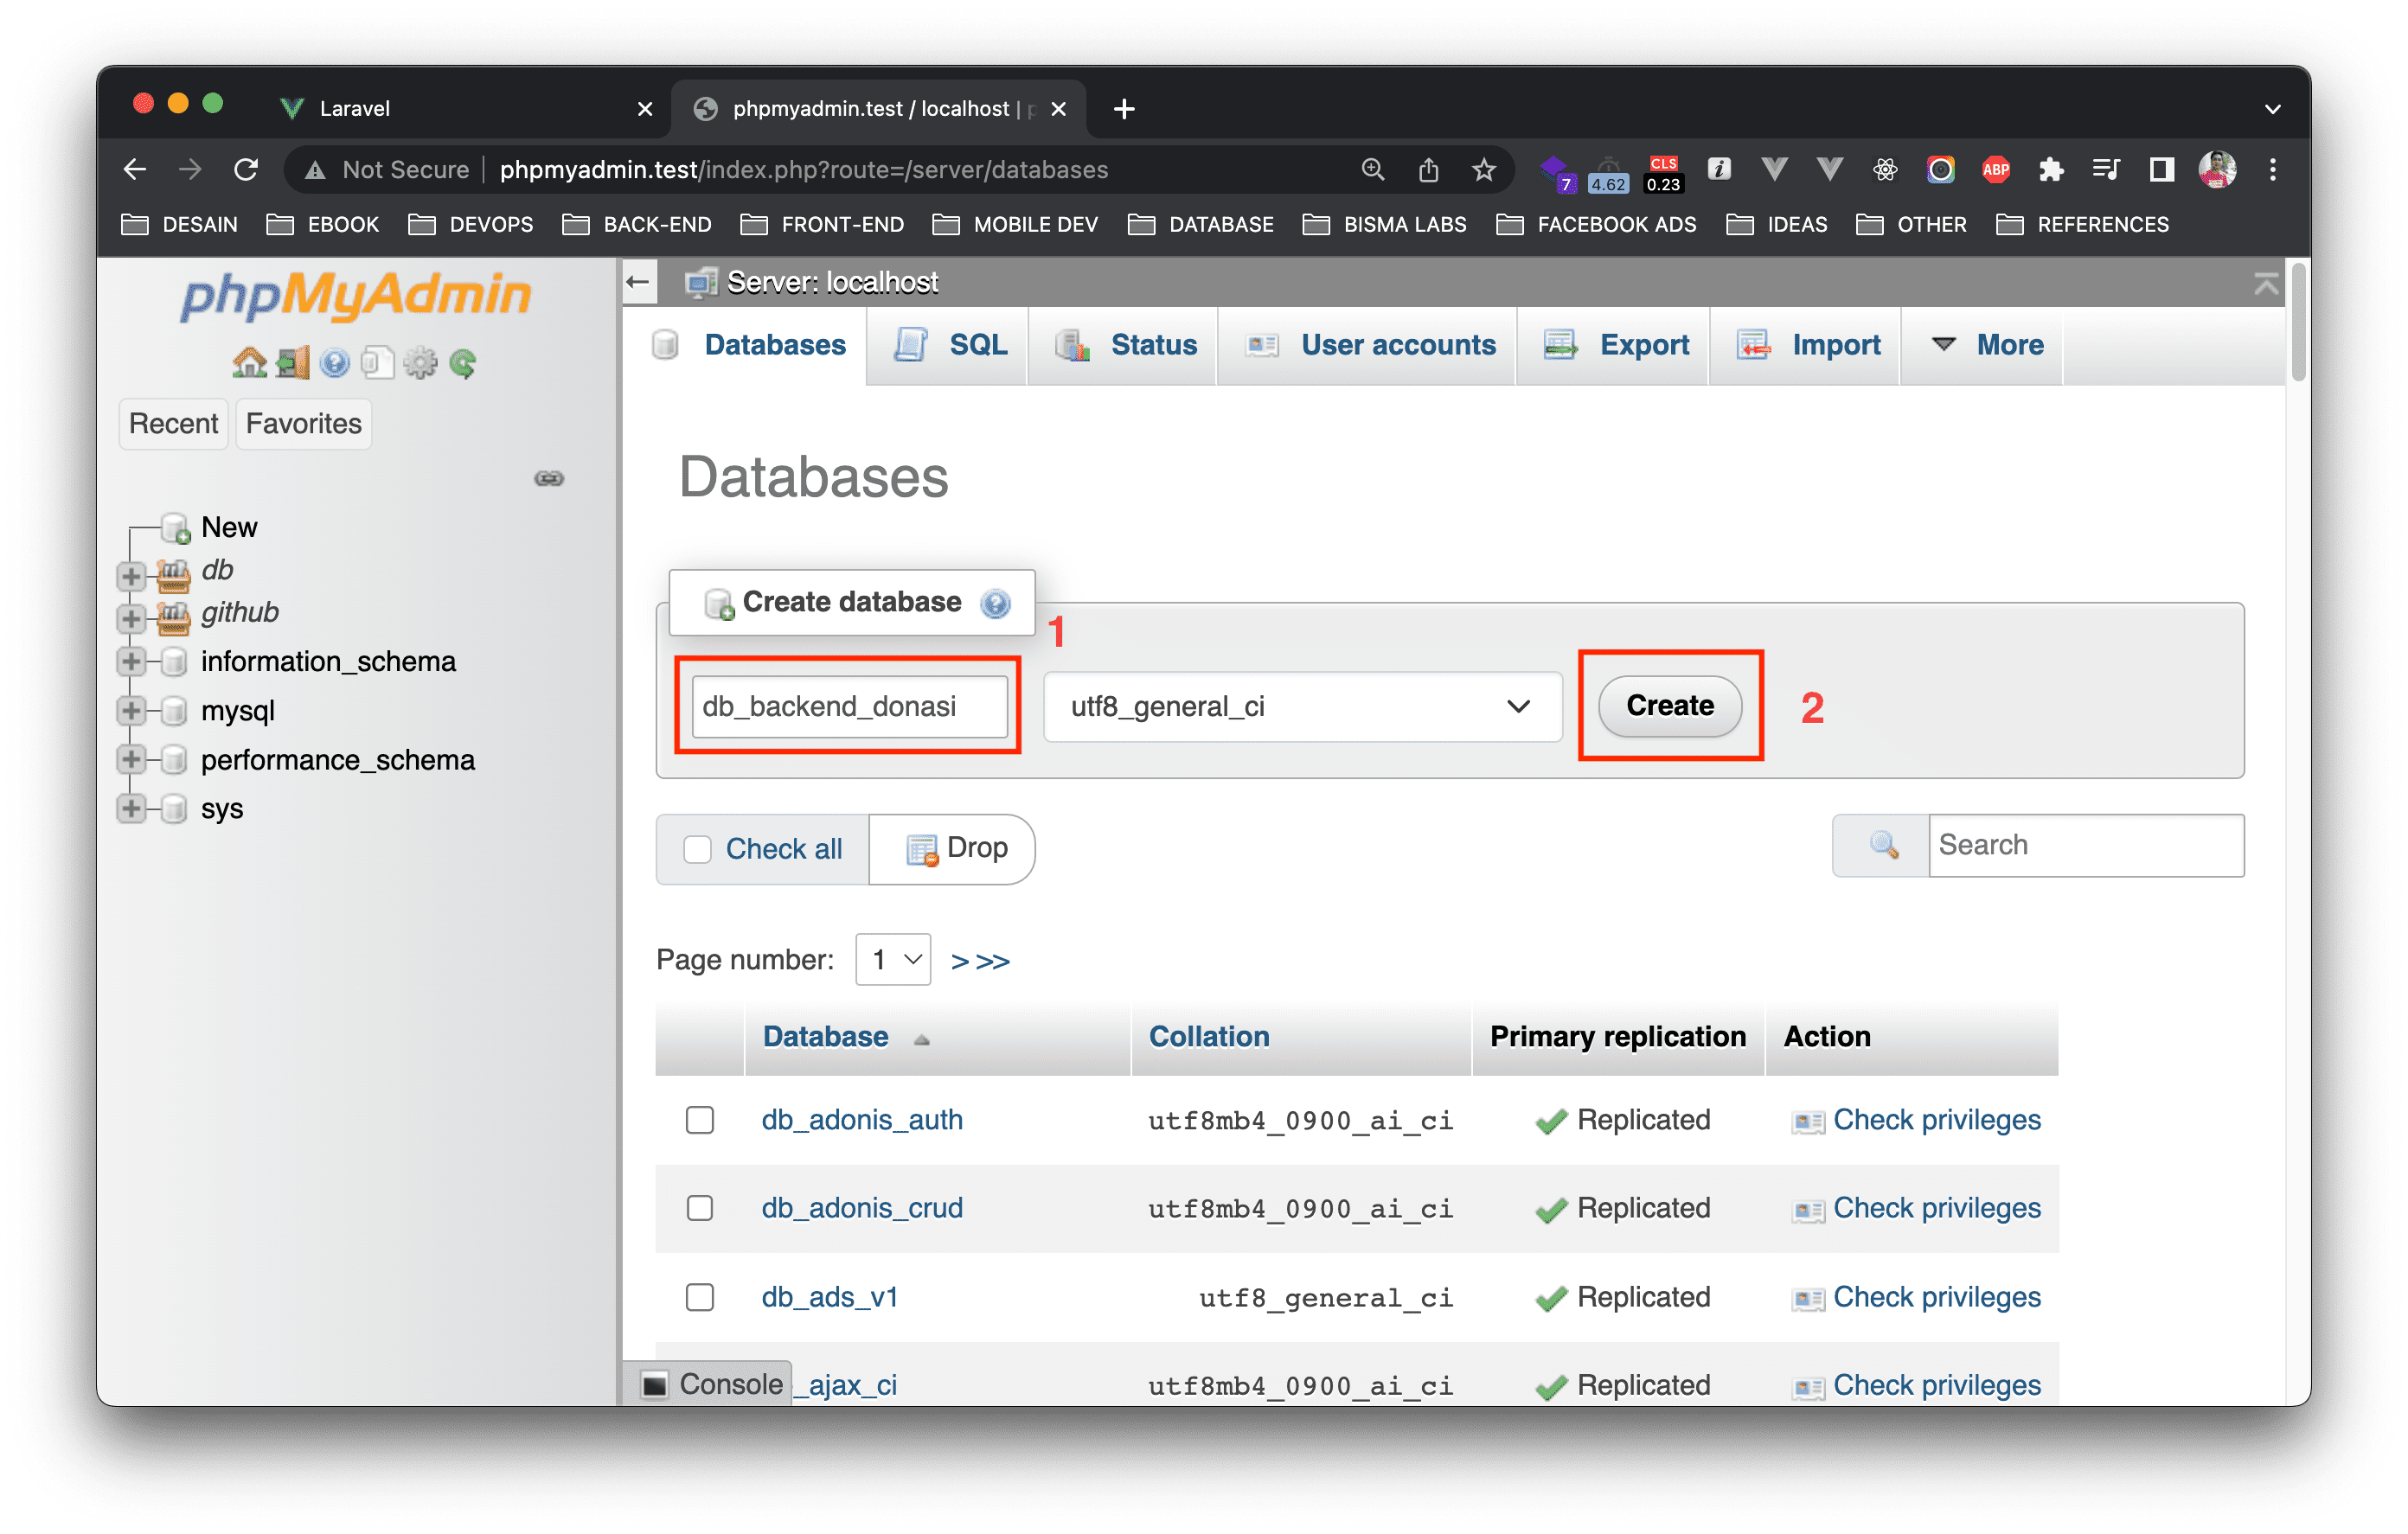 Laravel
phpmyadmin.test / localhost | p
Not Secure phpmyadmin.test/index.php?route=/server/databases
7 4.62 CLS 0.23 i ABP
DESAIN EBOOK DEVOPS BACK-END FRONT-END MOBILE DEV DATABASE BISMA LABS FACEBOOK ADS IDEAS OTHER REFERENCES
phpMyAdmin
Recent Favorites
New
db
github
information_schema
mysql
performance_schema
sys
Server: localhost
Databases SQL Status User accounts Export Import More
Databases
Create database
1
db_backend_donasi utf8_general_ci Create 2
Check all Drop Search
Page number: 1 > >>
Database Collation Primary replication Action
db_adonis_auth utf8mb4_0900_ai_ci Replicated Check privileges
db_adonis_crud utf8mb4_0900_ai_ci Replicated Check privileges
db_ads_v1 utf8_general_ci Replicated Check privileges
_ajax_ci utf8mb4_0900_ai_ci Replicated Check privileges
Console